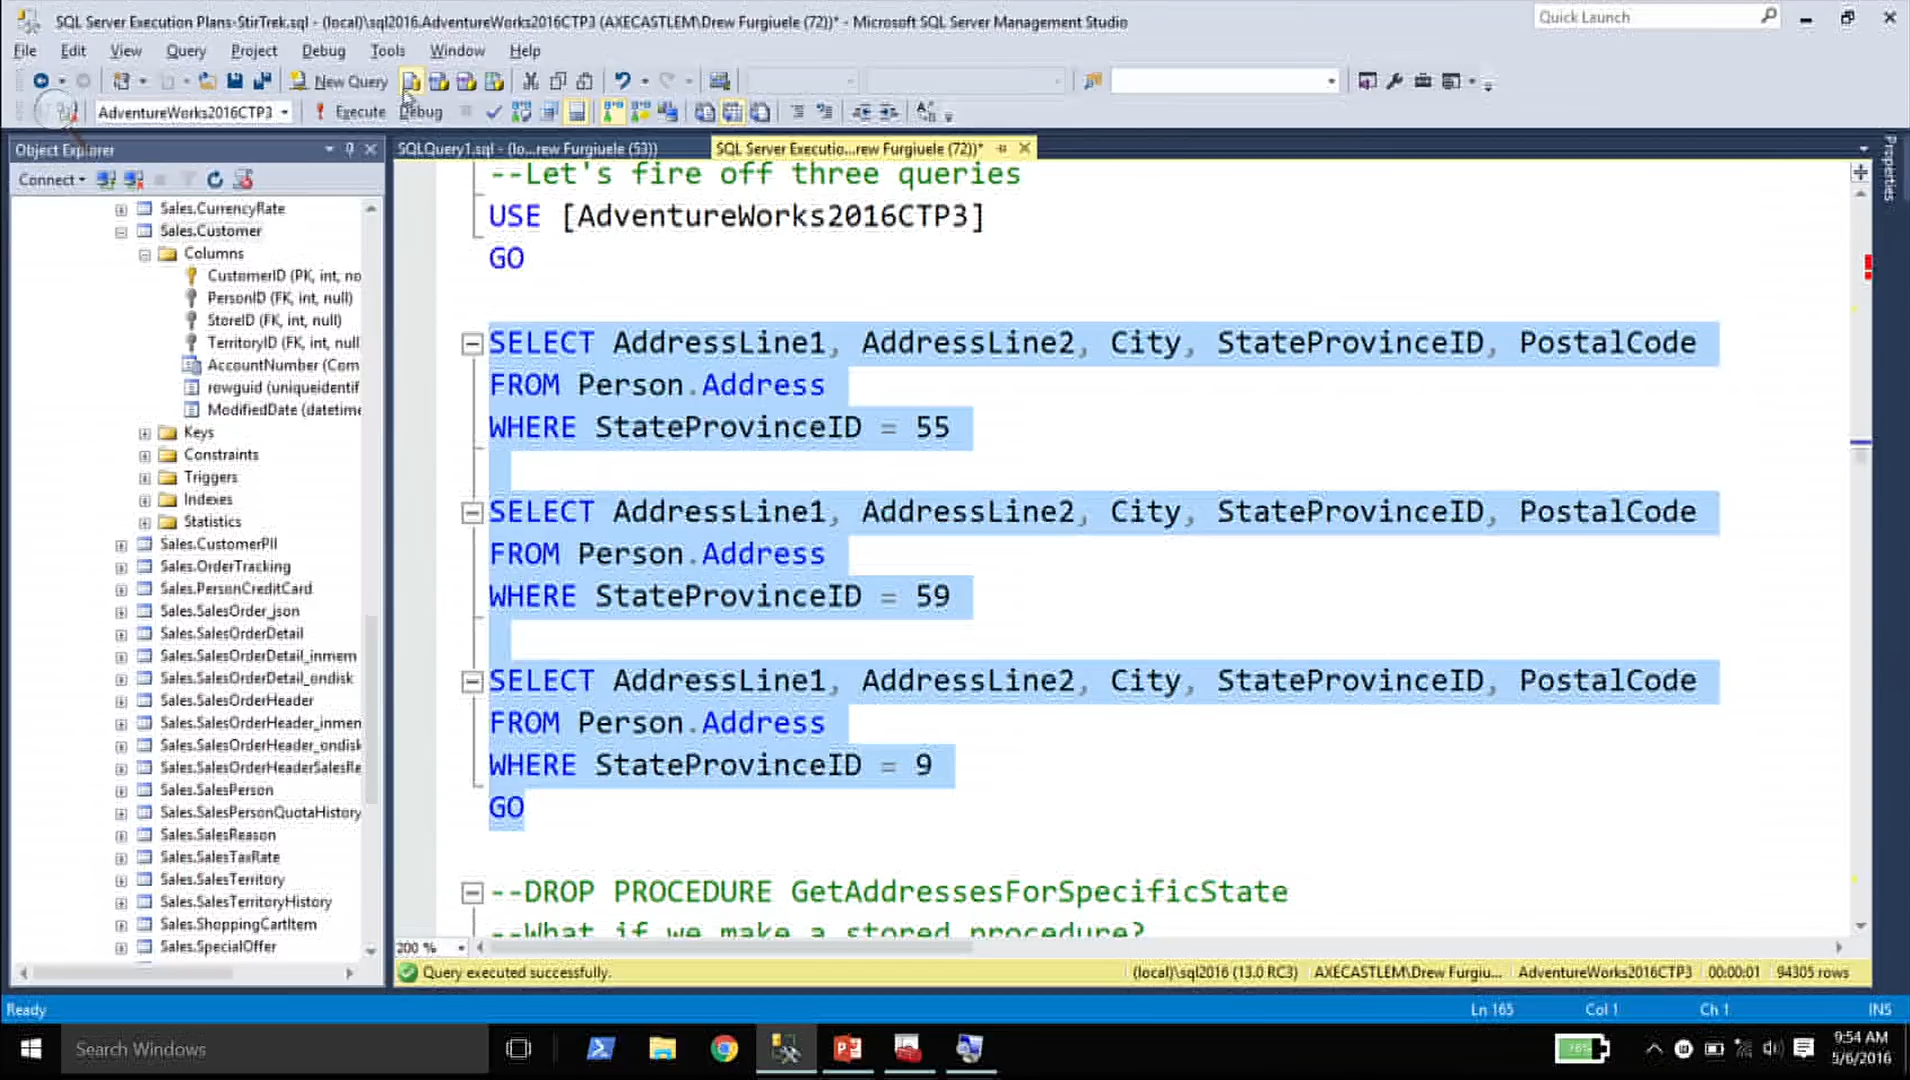 SQL Server Execution Plans-StirTrek.sql - (local)\sql2016.AdventureWorks2016CTP3 (AXECASTLEM\Drew Furgiuele (72))* - Microsoft SQL Server Management Studio
Quick Launch
File Edit View Query Project Debug Tools Window Help
New Query
AdventureWorks2016CTP3 Execute Debug
Object Explorer
SQLQuery1.sql - (lo...rew Furgiuele (53))
SQL Server Executio...rew Furgiuele (72))*
Properties
Connect
Sales.CurrencyRate
Sales.Customer
Columns
CustomerID (PK, int, no
PersonID (FK, int, null)
StoreID (FK, int, null)
TerritoryID (FK, int, null
AccountNumber (Com
rowguid (uniqueidentif
ModifiedDate (datetime
Keys
Constraints
Triggers
Indexes
Statistics
Sales.CustomerPII
Sales.OrderTracking
Sales.PersonCreditCard
Sales.SalesOrder_json
Sales.SalesOrderDetail
Sales.SalesOrderDetail_inmem
Sales.SalesOrderDetail_ondisk
Sales.SalesOrderHeader
Sales.SalesOrderHeader_inmen
Sales.SalesOrderHeader_ondisk
Sales.SalesOrderHeaderSalesRe
Sales.SalesPerson
Sales.SalesPersonQuotaHistory
Sales.SalesReason
Sales.SalesTaxRate
Sales.SalesTerritory
Sales.SalesTerritoryHistory
Sales.ShoppingCartItem
Sales.SpecialOffer
--Let's fire off three queries
USE [AdventureWorks2016CTP3]
GO
SELECT AddressLine1, AddressLine2, City, StateProvinceID, PostalCode
FROM Person.Address
WHERE StateProvinceID = 55
SELECT AddressLine1, AddressLine2, City, StateProvinceID, PostalCode
FROM Person.Address
WHERE StateProvinceID = 59
SELECT AddressLine1, AddressLine2, City, StateProvinceID, PostalCode
FROM Person.Address
WHERE StateProvinceID = 9
GO
--DROP PROCEDURE GetAddressesForSpecificState
--What if we make a stored procedure?
200 %
Query executed successfully. (local)\sql2016 (13.0 RC3) AXECASTLEM\Drew Furgiu... AdventureWorks2016CTP3 00:00:01 94305 rows
Ready Ln 165 Col 1 Ch 1 INS
Search Windows
9:54 AM
5/6/2016